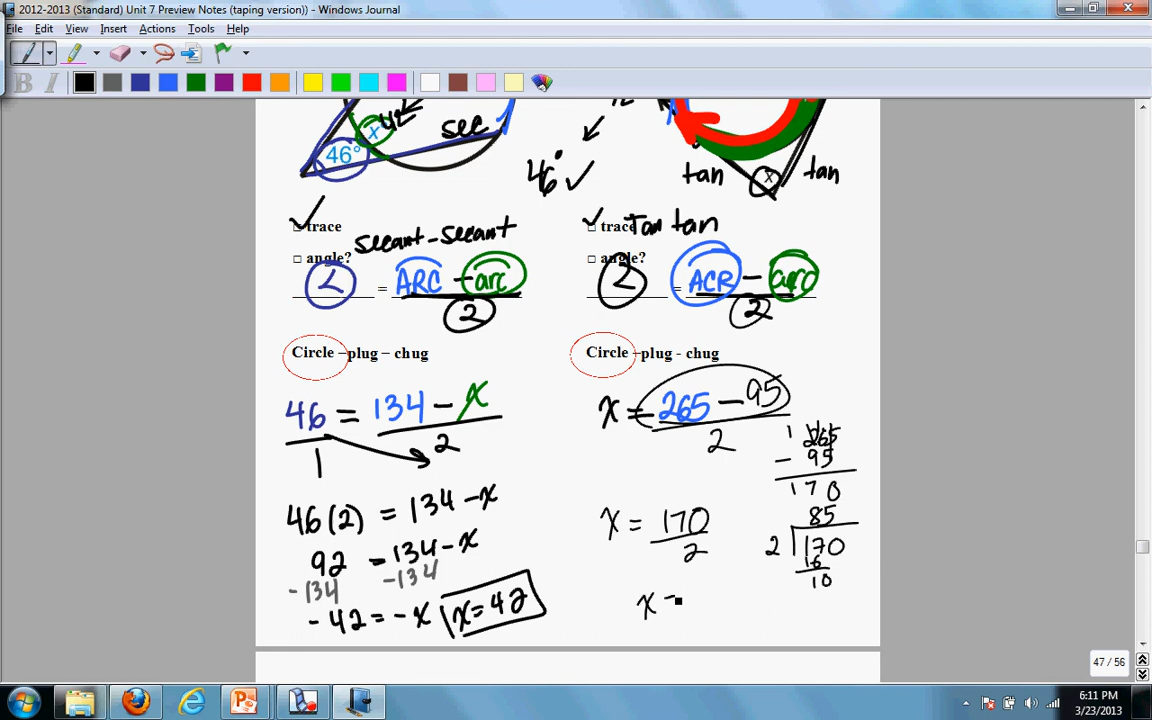 2012-2013 (Standard) Unit 7 Preview Notes (taping version)) - Windows Journal
File Edit View Insert Actions Tools Help
B I
x 42 sec
46°
46° ✓
tan x tan
□ trace
secant - secant
□ angle?
∠ = ARC - arc
2
Circle –plug – chug
46 = 134 - x
1 2
46(2) = 134 - x
92 = 134 - x
-134 -134
-42 = -x x = 42
□ trace Tan tan
□ angle?
∠ = ACR - arc
2
Circle –plug - chug
x = 265 - 95
2
265
- 95
170
x = 170
2
85
2 170
16
10
x =
47 / 56
6:11 PM
3/23/2013